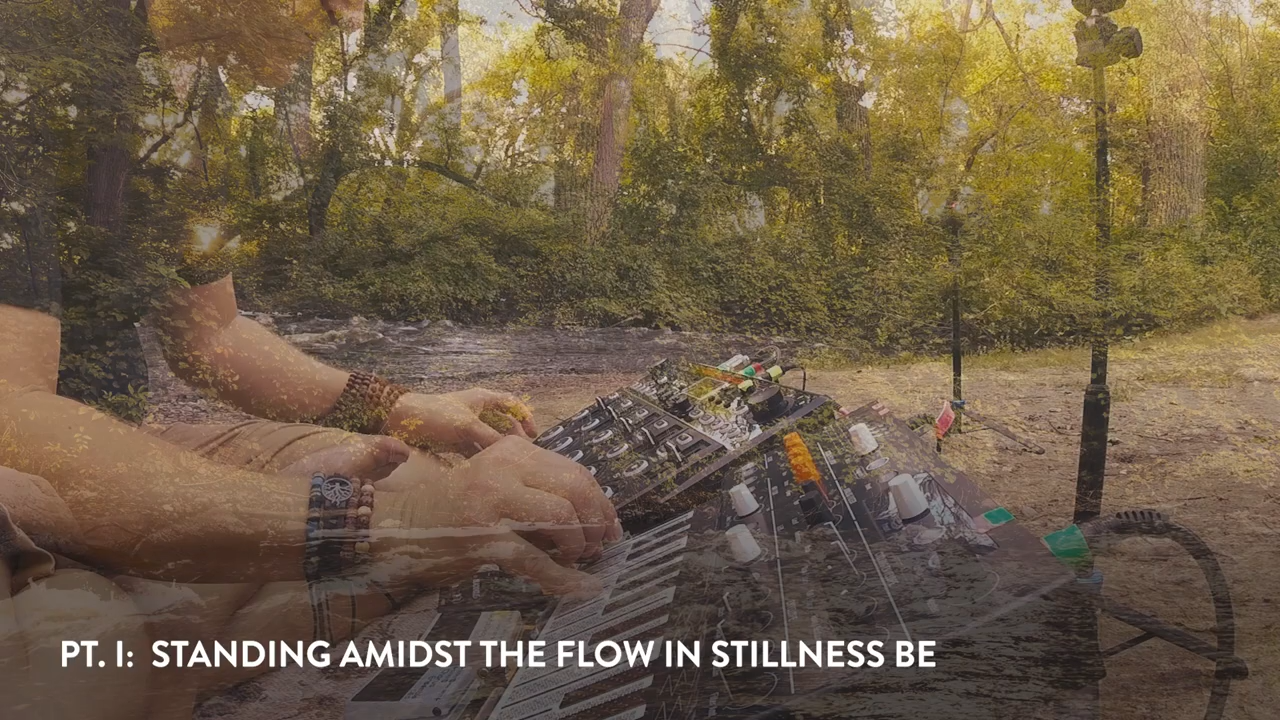 PT. I:  STANDING AMIDST THE FLOW IN STILLNESS BE